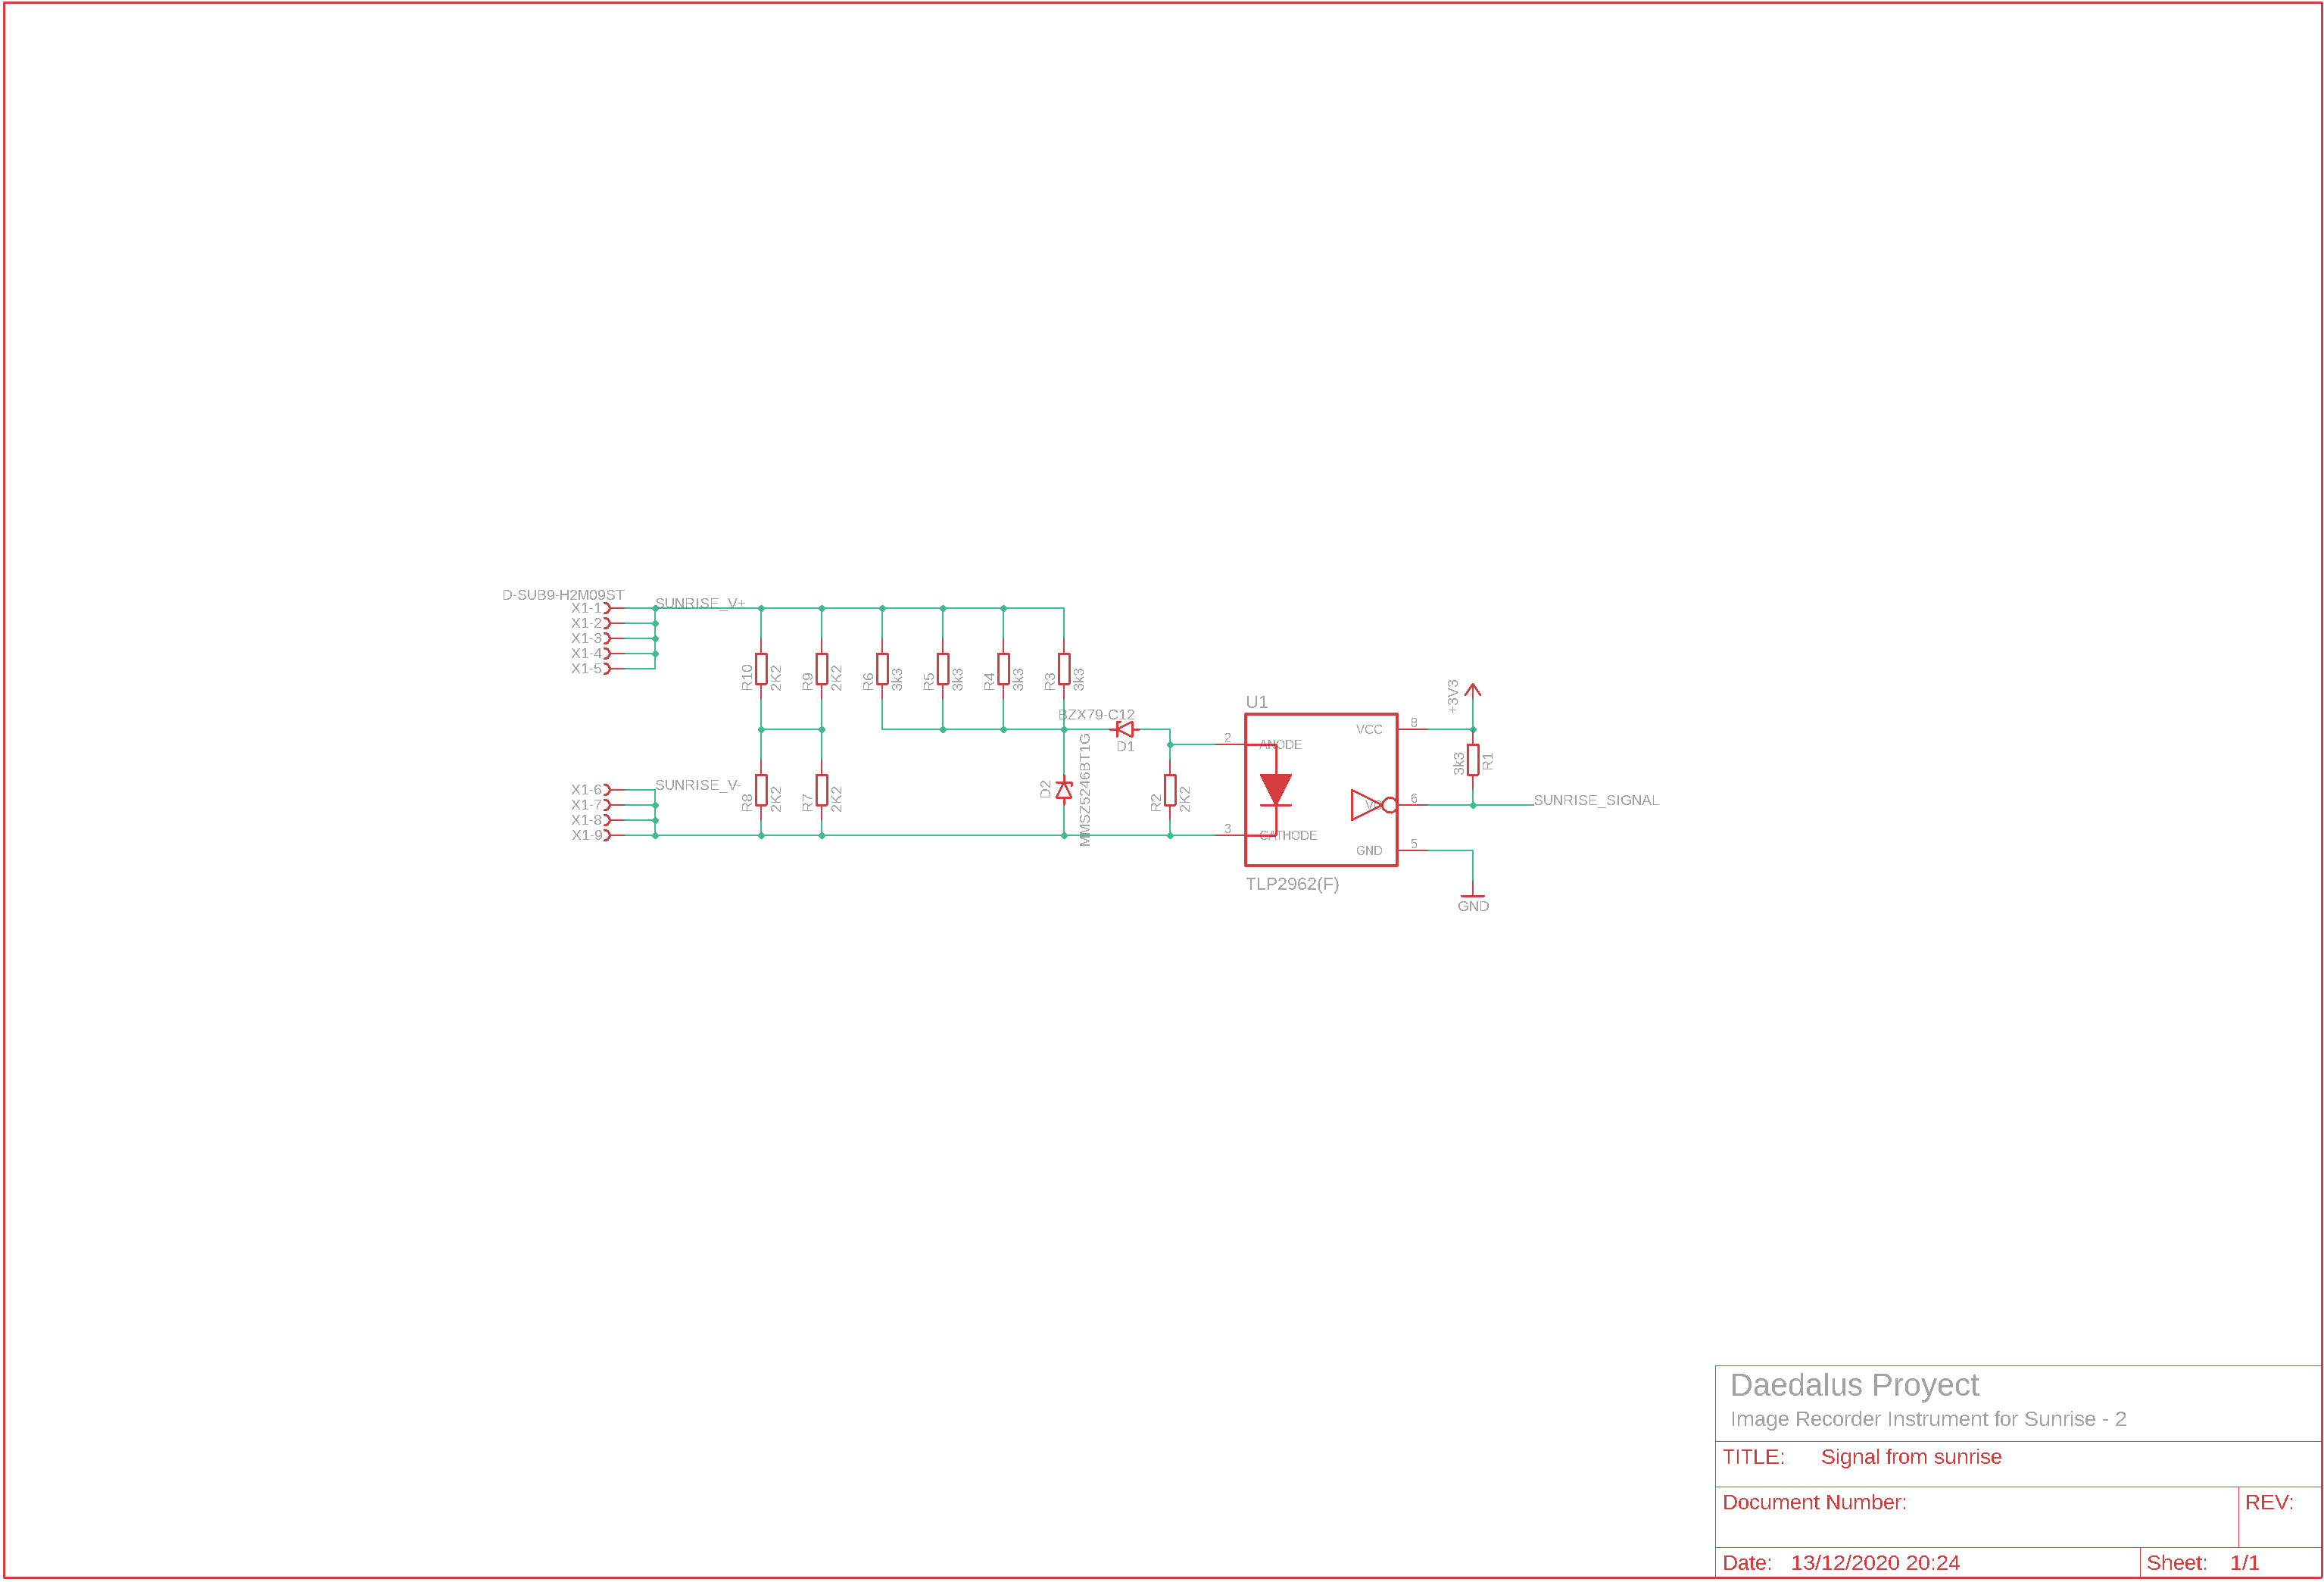 D-SUB9-H2M09ST
X1-1
SUNRISE_V+
X1-2
X1-3
X1-4
X1-5
R10
2K2
R9
2K2
R6
3k3
R5
3k3
R4
3k3
R3
3k3
BZX79-C12
D1
X1-6
SUNRISE_V-
X1-7
X1-8
X1-9
R8
2K2
R7
2K2
D2
MMSZ5246BT1G
R2
2K2
U1
2
ANODE
3
CATHODE
VCC
8
VO
6
GND
5
TLP2962(F)
+3V3
3k3
R1
SUNRISE_SIGNAL
GND
Daedalus Proyect
Image Recorder Instrument for Sunrise - 2
TITLE: Signal from sunrise
Document Number:
REV:
Date: 13/12/2020 20:24
Sheet: 1/1